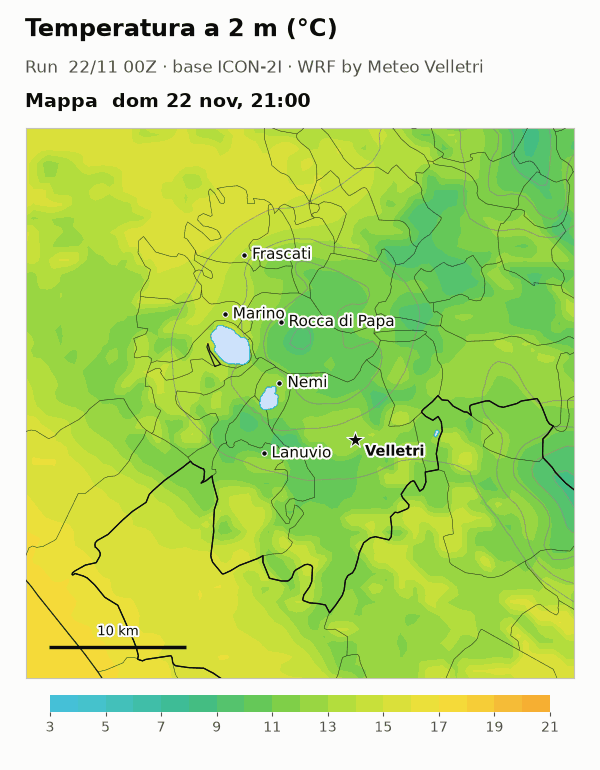 Temperatura a 2 m (°C)
Run  22/11 00Z · base ICON-2I · WRF by Meteo Velletri
Mappa  dom 22 nov, 21:00
Frascati
Marino
Rocca di Papa
Nemi
Velletri
Lanuvio
10 km
3 5 7 9 11 13 15 17 19 21